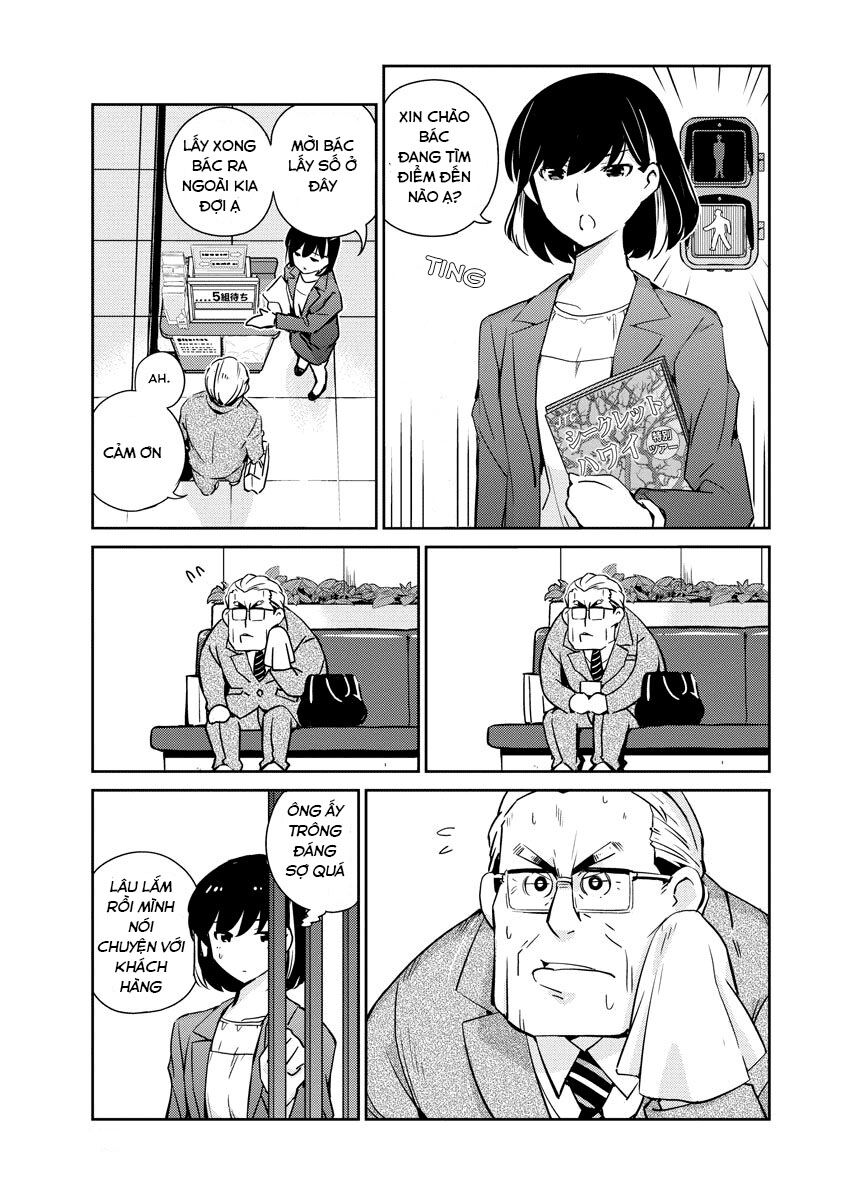 XIN CHÀO
BÁC
ĐANG TÌM
ĐIỂM ĐẾN
NÀO Ạ?
TING
シークレット
ハワイ
特別
ツアー
MỜI BÁC
LẤY SỐ Ở
ĐÂY
LẤY XONG
BÁC RA
NGOÀI KIA
ĐỢI Ạ
....5組待ち
AH.
CẢM ƠN
ÔNG ẤY
TRÔNG
ĐÁNG
SỢ QUÁ
LÂU LẮM
RỒI MÌNH
NÓI
CHUYỆN VỚI
KHÁCH
HÀNG